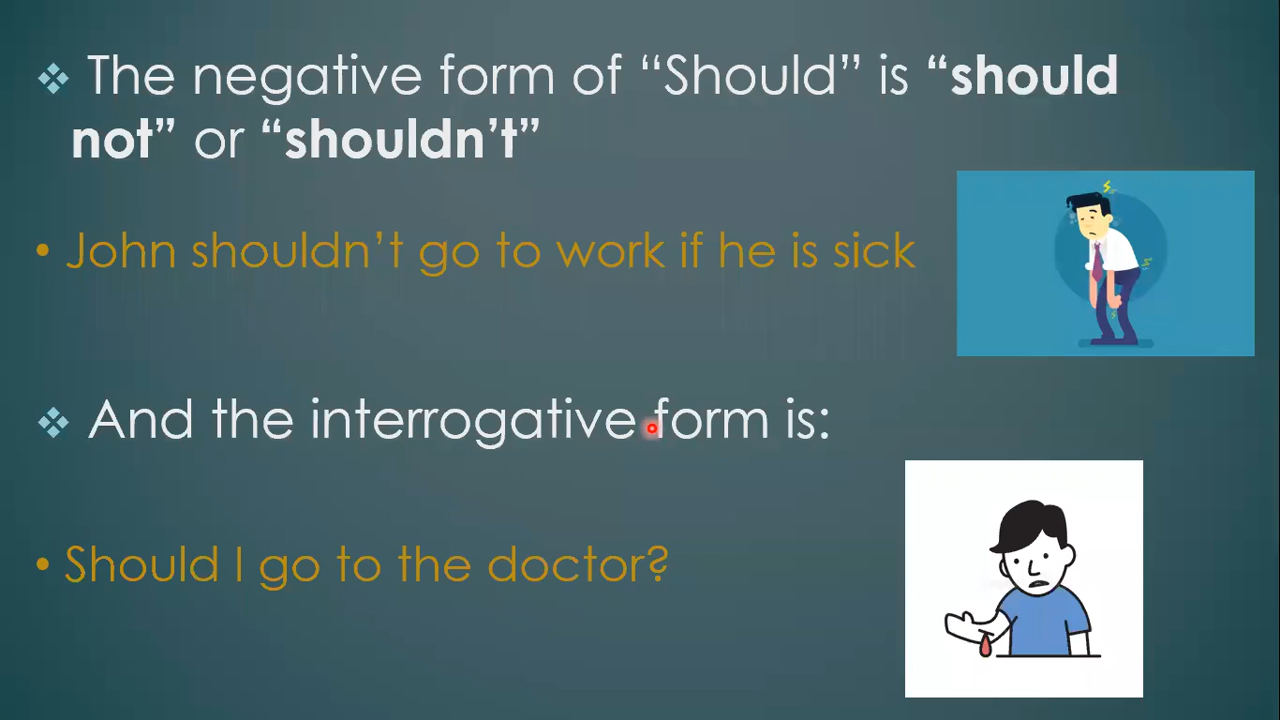 ❖ The negative form of “Should” is “should
not” or “shouldn’t”
• John shouldn’t go to work if he is sick
❖ And the interrogative form is:
• Should I go to the doctor?